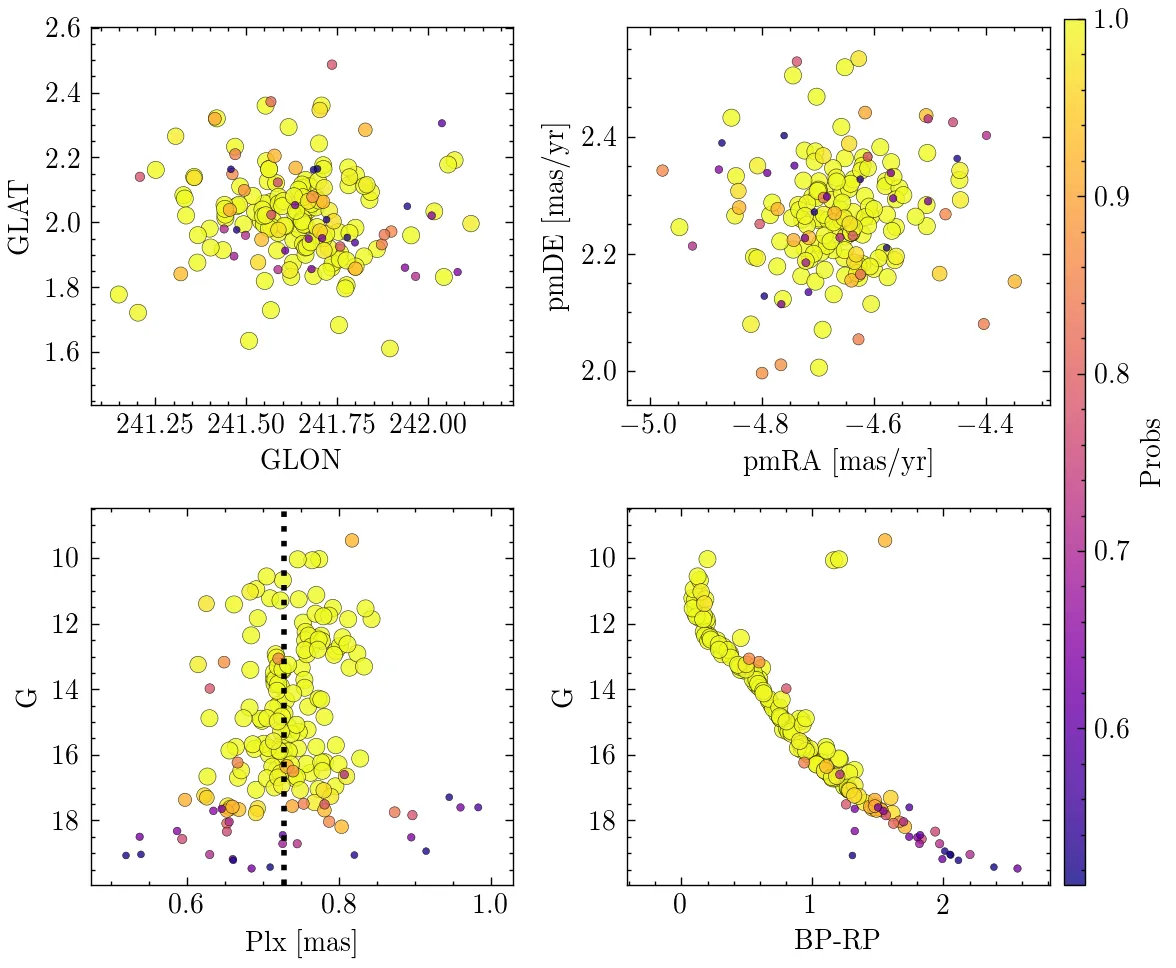 2.6
2.4
2.2
2.0
1.8
1.6
GLAT
241.25 241.50 241.75 242.00
GLON
2.4
2.2
2.0
pmDE [mas/yr]
−5.0 −4.8 −4.6 −4.4
pmRA [mas/yr]
10
12
14
16
18
G
0.6 0.8 1.0
Plx [mas]
10
12
14
16
18
G
0 1 2
BP-RP
1.0
0.9
0.8
0.7
0.6
Probs